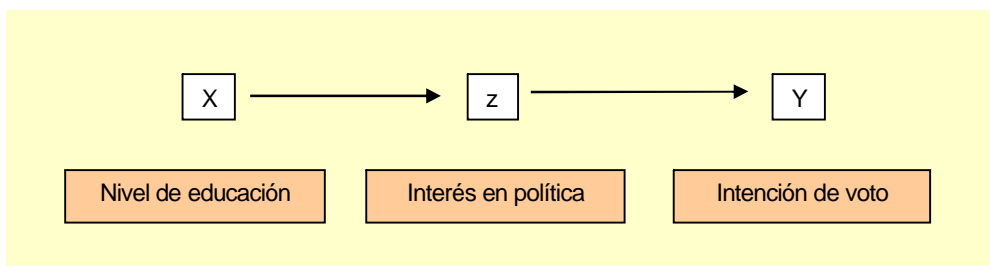 X z Y
Nivel de educación Interés en política Intención de voto